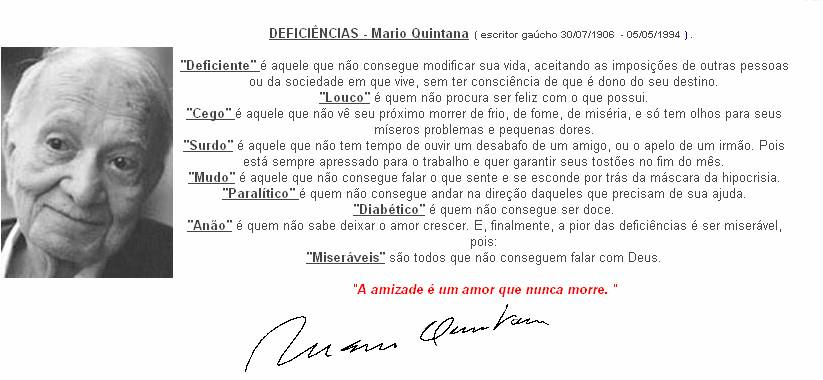 DEFICIÊNCIAS - Mario Quintana ( escritor gaúcho 30/07/1906 - 05/05/1994 ) .
"Deficiente" é aquele que não consegue modificar sua vida, aceitando as imposições de outras pessoas
ou da sociedade em que vive, sem ter consciência de que é dono do seu destino.
"Louco" é quem não procura ser feliz com o que possui.
"Cego" é aquele que não vê seu próximo morrer de frio, de fome, de miséria, e só tem olhos para seus
míseros problemas e pequenas dores.
"Surdo" é aquele que não tem tempo de ouvir um desabafo de um amigo, ou o apelo de um irmão. Pois
está sempre apressado para o trabalho e quer garantir seus tostões no fim do mês.
"Mudo" é aquele que não consegue falar o que sente e se esconde por trás da máscara da hipocrisia.
"Paralítico" é quem não consegue andar na direção daqueles que precisam de sua ajuda.
"Diabético" é quem não consegue ser doce.
"Anão" é quem não sabe deixar o amor crescer. E, finalmente, a pior das deficiências é ser miserável,
pois:
"Miseráveis" são todos que não conseguem falar com Deus.
"A amizade é um amor que nunca morre. "
Mario Quintana